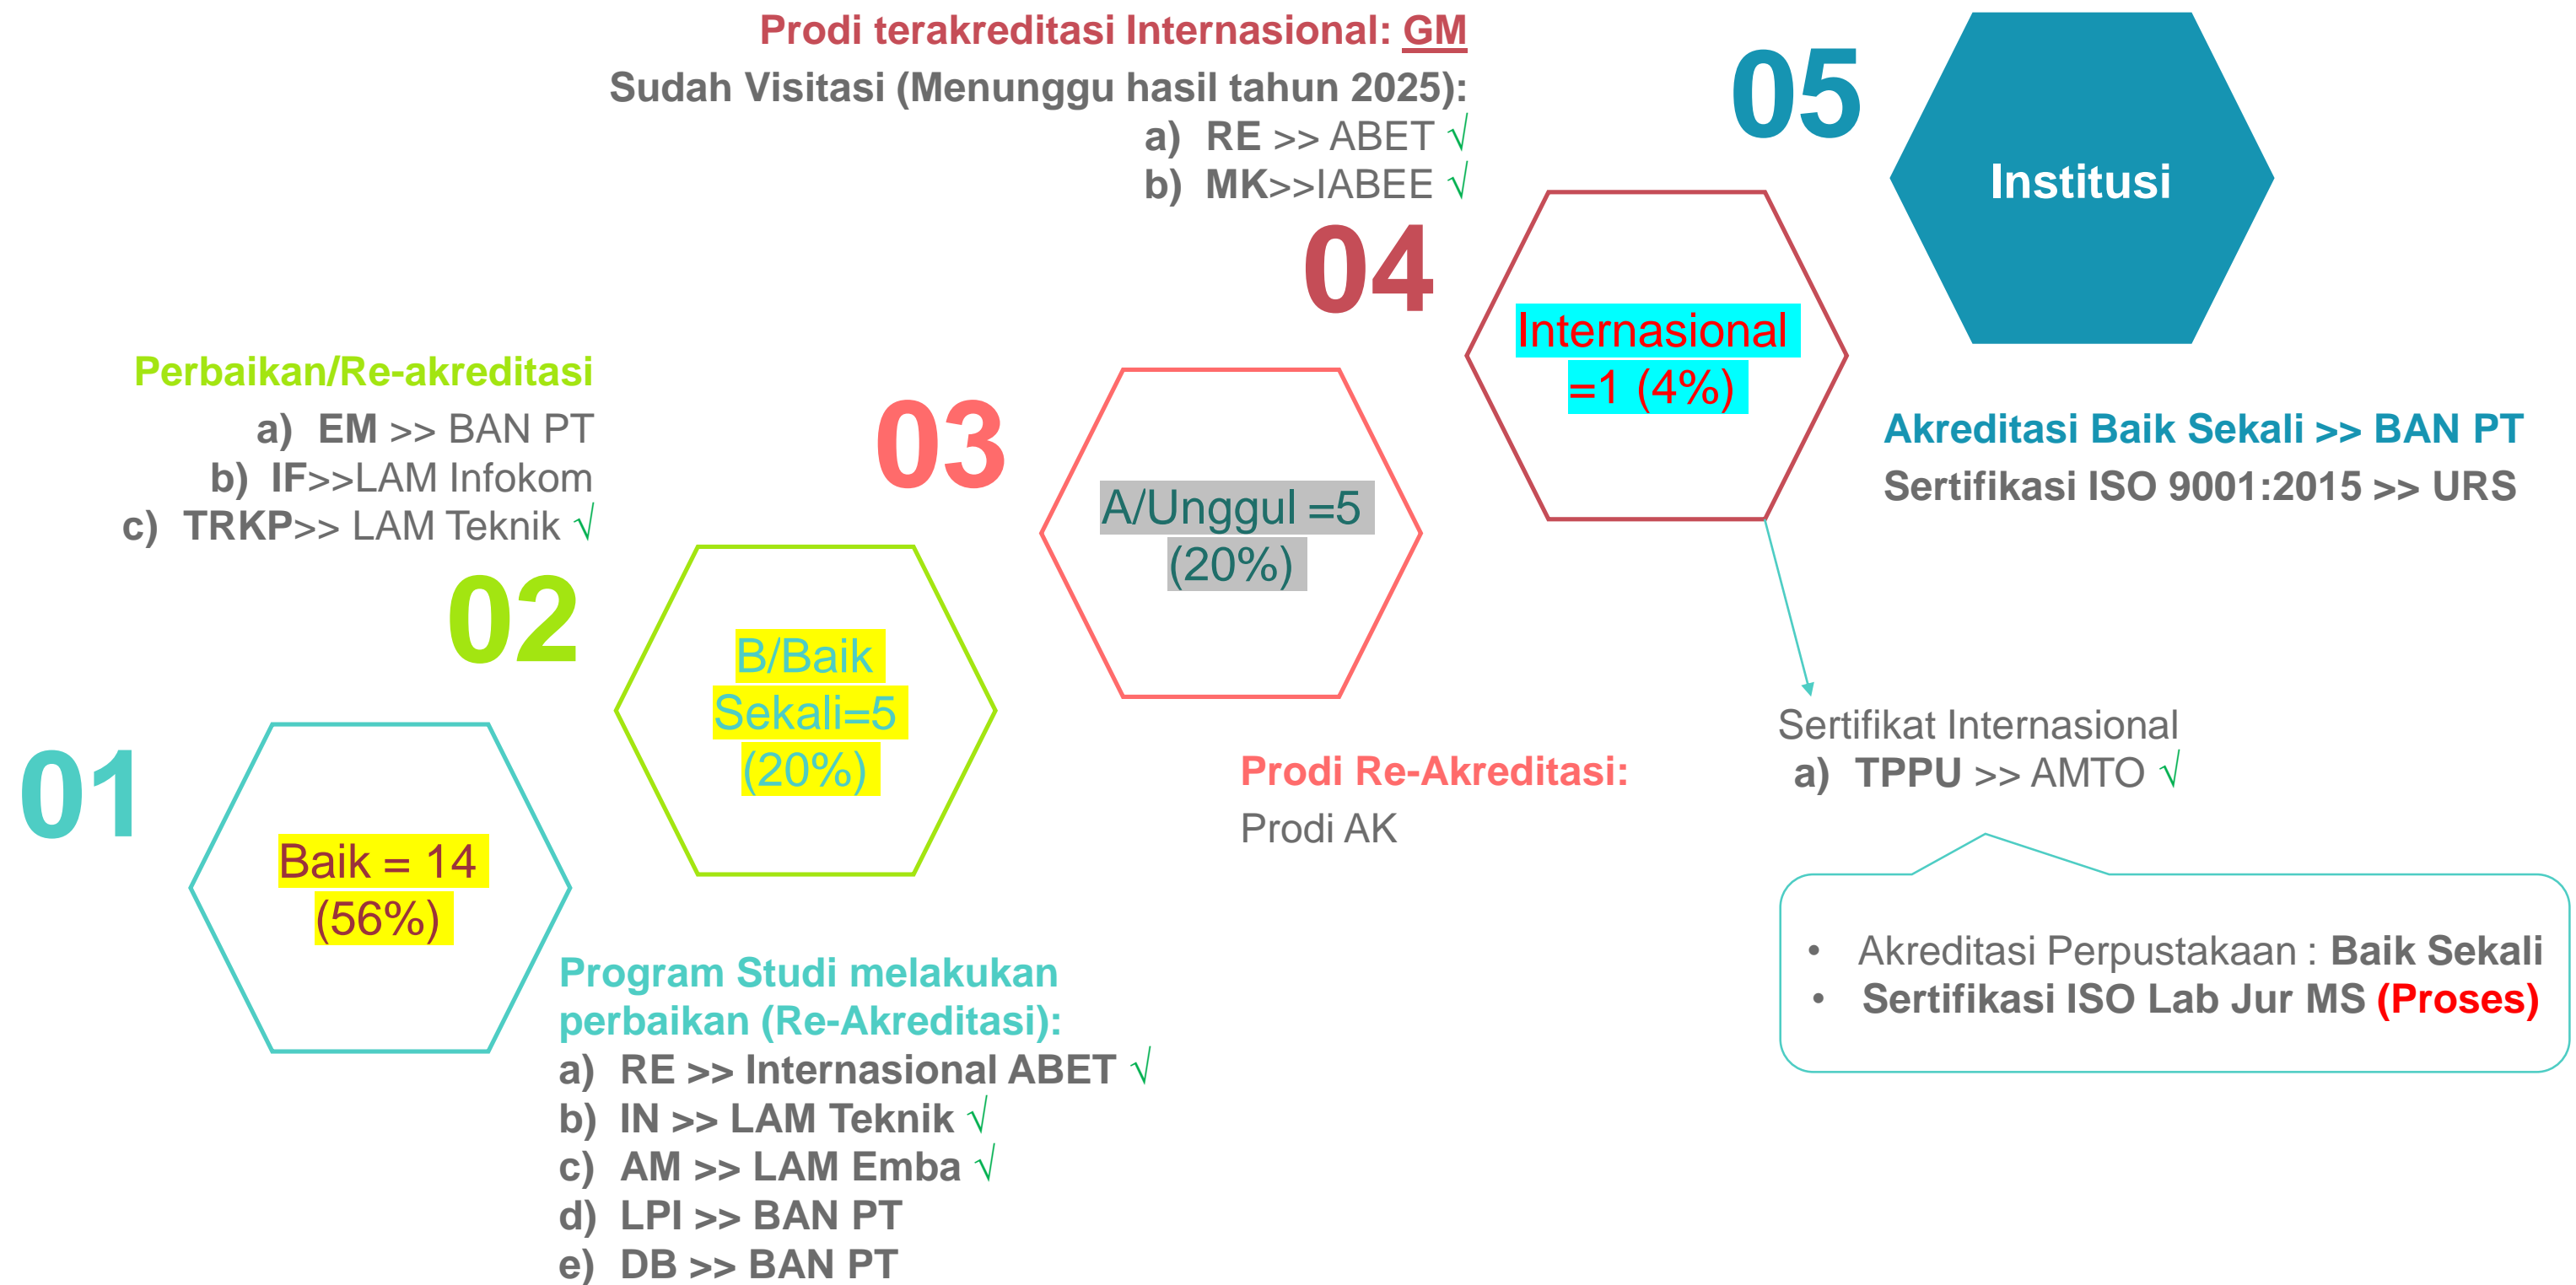 01
Baik = 14
(56%)
Program Studi melakukan
perbaikan (Re-Akreditasi):
a) RE >> Internasional ABET √
b) IN >> LAM Teknik √
c) AM >> LAM Emba √
d) LPI >> BAN PT
e) DB >> BAN PT
Perbaikan/Re-akreditasi
a) EM >> BAN PT
b) IF>>LAM Infokom
c) TRKP>> LAM Teknik √
02
B/Baik
Sekali=5
(20%)
03
A/Unggul =5
(20%)
Prodi Re-Akreditasi:
Prodi AK
Prodi terakreditasi Internasional: GM
Sudah Visitasi (Menunggu hasil tahun 2025):
a) RE >> ABET √
b) MK>>IABEE √
04
Internasional
=1 (4%)
Sertifikat Internasional
a) TPPU >> AMTO √
• Akreditasi Perpustakaan : Baik Sekali
• Sertifikasi ISO Lab Jur MS (Proses)
05
Institusi
Akreditasi Baik Sekali >> BAN PT
Sertifikasi ISO 9001:2015 >> URS